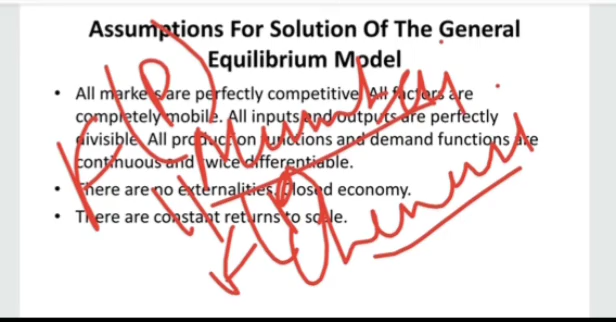 Assumptions For Solution Of The General
Equilibrium Model
• All markets are perfectly competitive. All factors are
completely mobile. All inputs and outputs are perfectly
divisible. All production functions and demand functions are
continuous and twice differentiable.
• There are no externalities. Closed economy.
• There are constant returns to scale.
K(P)
Mumbai
K(P)
Chennai